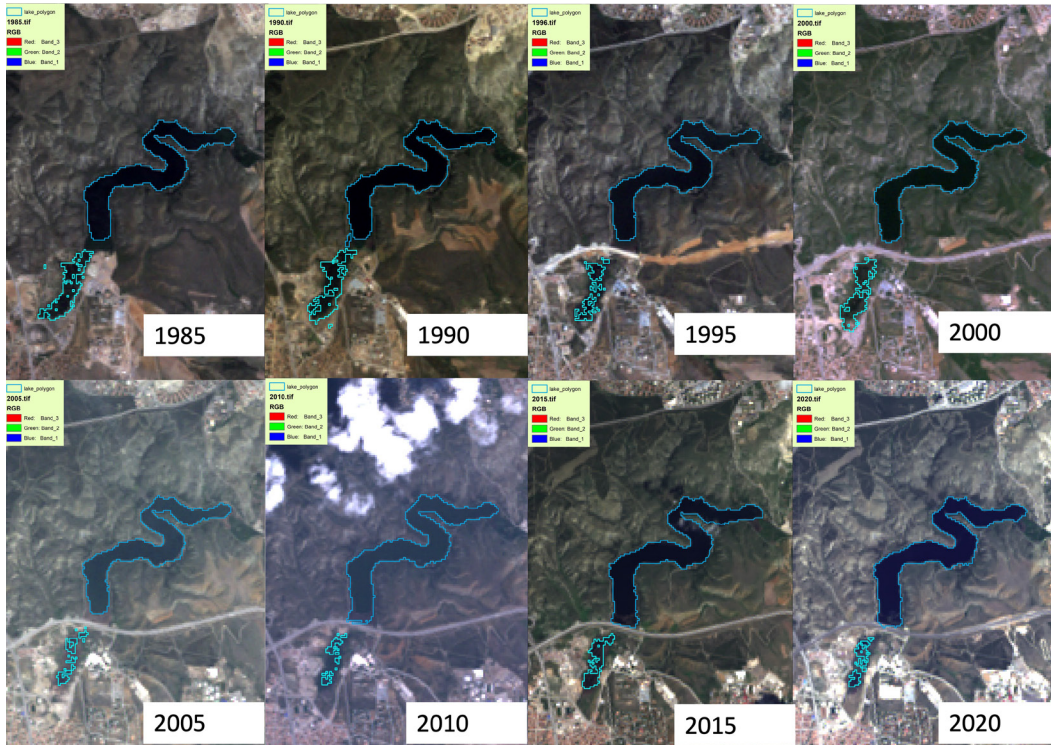 lake_polygon
1985.tif
RGB
Red: Band_3
Green: Band_2
Blue: Band_1
1985
lake_polygon
1990.tif
RGB
Red: Band_3
Green: Band_2
Blue: Band_1
1990
lake_polygon
1996.tif
RGB
Red: Band_3
Green: Band_2
Blue: Band_1
1995
lake_polygon
2000.tif
RGB
Red: Band_3
Green: Band_2
Blue: Band_1
2000
lake_polygon
2005.tif
RGB
Red: Band_3
Green: Band_2
Blue: Band_1
2005
lake_polygon
2010.tif
RGB
Red: Band_3
Green: Band_2
Blue: Band_1
2010
lake_polygon
2015.tif
RGB
Red: Band_3
Green: Band_2
Blue: Band_1
2015
lake_polygon
2020.tif
RGB
Red: Band_3
Green: Band_2
Blue: Band_1
2020